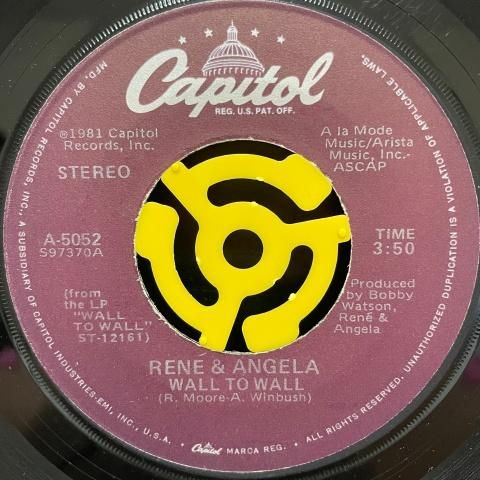 Capitol
REG. U.S. PAT. OFF.
℗1981 Capitol
Records, Inc.
STEREO
A la Mode
Music/Arista
Music, Inc.-
ASCAP
A-5052
S97370A
TIME
3:50
(from
the LP
"WALL
TO WALL"
ST-12161)
Produced
by Bobby
Watson,
René &
Angela
RENE & ANGELA
WALL TO WALL
(R. Moore-A. Winbush)
MFD. BY CAPITOL RECORDS, INC., A SUBSIDIARY OF CAPITOL INDUSTRIES-EMI, INC., U.S.A. • Capitol MARCA REG. • ALL RIGHTS RESERVED. UNAUTHORIZED DUPLICATION IS A VIOLATION OF APPLICABLE LAWS.